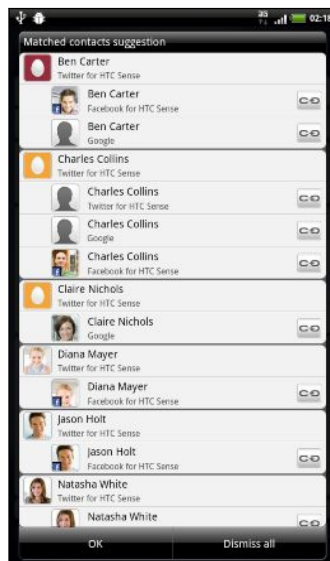 3G
02:18
Matched contacts suggestion
Ben Carter
Twitter for HTC Sense
Ben Carter
Facebook for HTC Sense
Ben Carter
Google
Charles Collins
Twitter for HTC Sense
Charles Collins
Twitter for HTC Sense
Charles Collins
Google
Charles Collins
Facebook for HTC Sense
Claire Nichols
Twitter for HTC Sense
Claire Nichols
Google
Diana Mayer
Twitter for HTC Sense
Diana Mayer
Facebook for HTC Sense
Jason Holt
Twitter for HTC Sense
Jason Holt
Facebook for HTC Sense
Natasha White
Twitter for HTC Sense
Natasha White
OK
Dismiss all